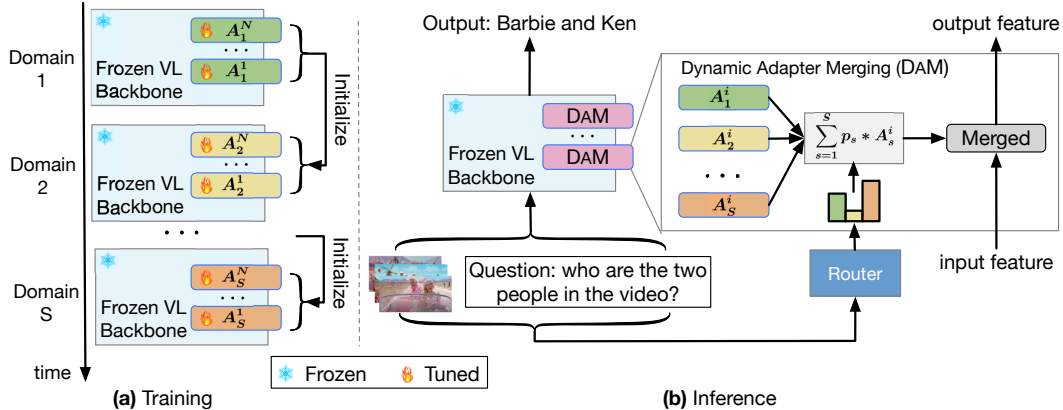 Domain
1
Frozen VL
Backbone
A_1^N
...
A_1^1
Initialize
Domain
2
Frozen VL
Backbone
A_2^N
...
A_2^1
...
Initialize
Domain
S
Frozen VL
Backbone
A_S^N
...
A_S^1
time
(a) Training
Frozen
Tuned
Output: Barbie and Ken
Frozen VL
Backbone
DAM
...
DAM
Question: who are the two
people in the video?
Dynamic Adapter Merging (DAM)
A_1^i
A_2^i
...
A_S^i
\sum_{s=1}^{S} p_s * A_s^i
Merged
output feature
input feature
Router
(b) Inference